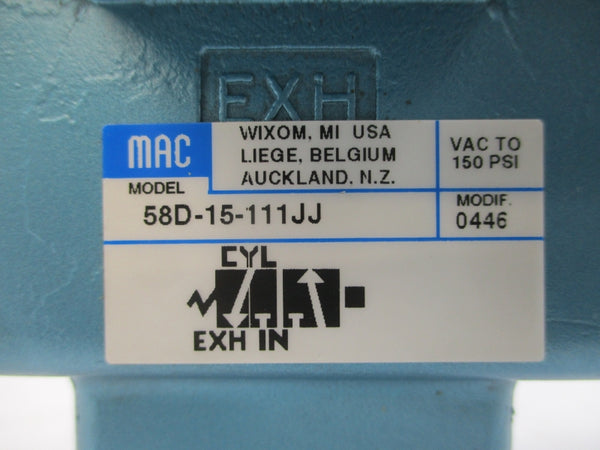 EXH
MAC
WIXOM, MI USA
LIEGE, BELGIUM
AUCKLAND, N.Z.
VAC TO
150 PSI
MODEL
58D-15-111JJ
MODIF.
0446
CYL
EXH IN